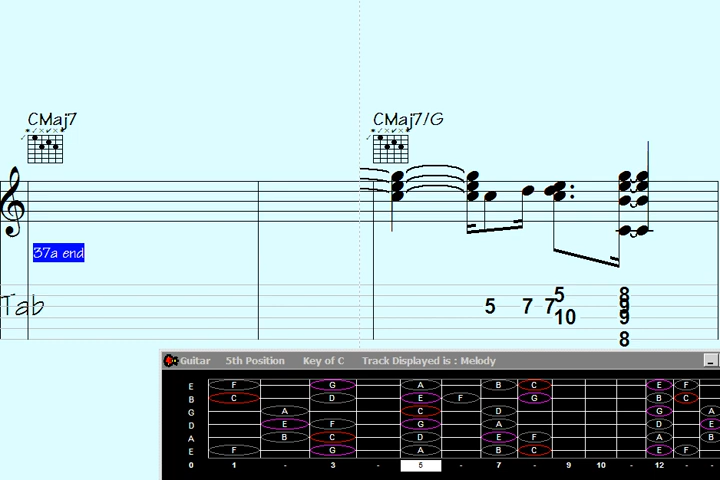 CMaj7 CMaj7/G
37a end
Tab 5 7 7 5 10 8 9 9 8
Guitar 5th Position Key of C Track Displayed is : Melody
E F G A B C E F
B C D E F G B C
G A C D G A
D E F G A D E
A B C D E F A B
E F G A B C E F
0 1 - 3 - 5 - 7 - 9 10 - 12 - -